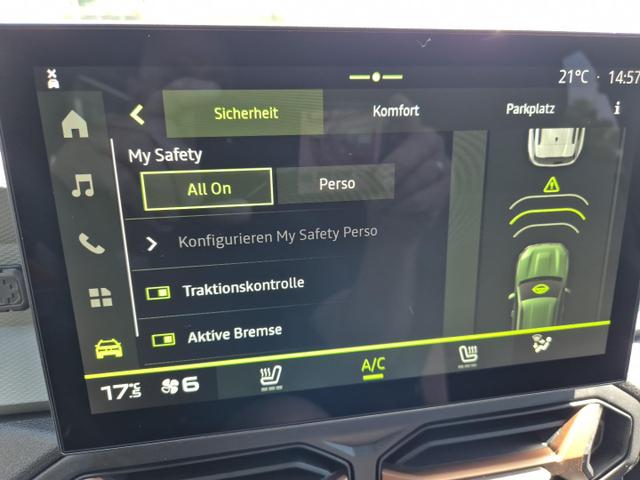 21°C · 14:57
Sicherheit
Komfort
Parkplatz
i
My Safety
All On
Perso
Konfigurieren My Safety Perso
Traktionskontrolle
Aktive Bremse
17.5 °C
6
A/C